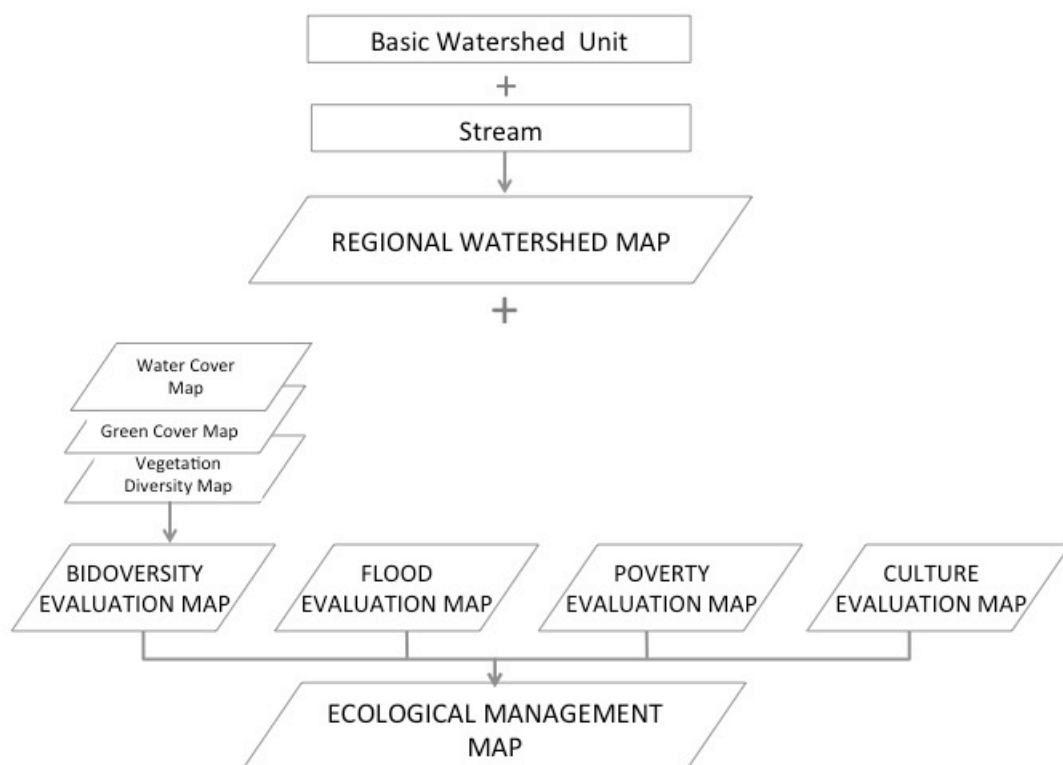 Basic Watershed Unit
+
Stream
REGIONAL WATERSHED MAP
+
Water Cover
Map
Green Cover Map
Vegetation
Diversity Map
BIDOVERSITY
EVALUATION MAP
FLOOD
EVALUATION MAP
POVERTY
EVALUATION MAP
CULTURE
EVALUATION MAP
ECOLOGICAL MANAGEMENT
MAP